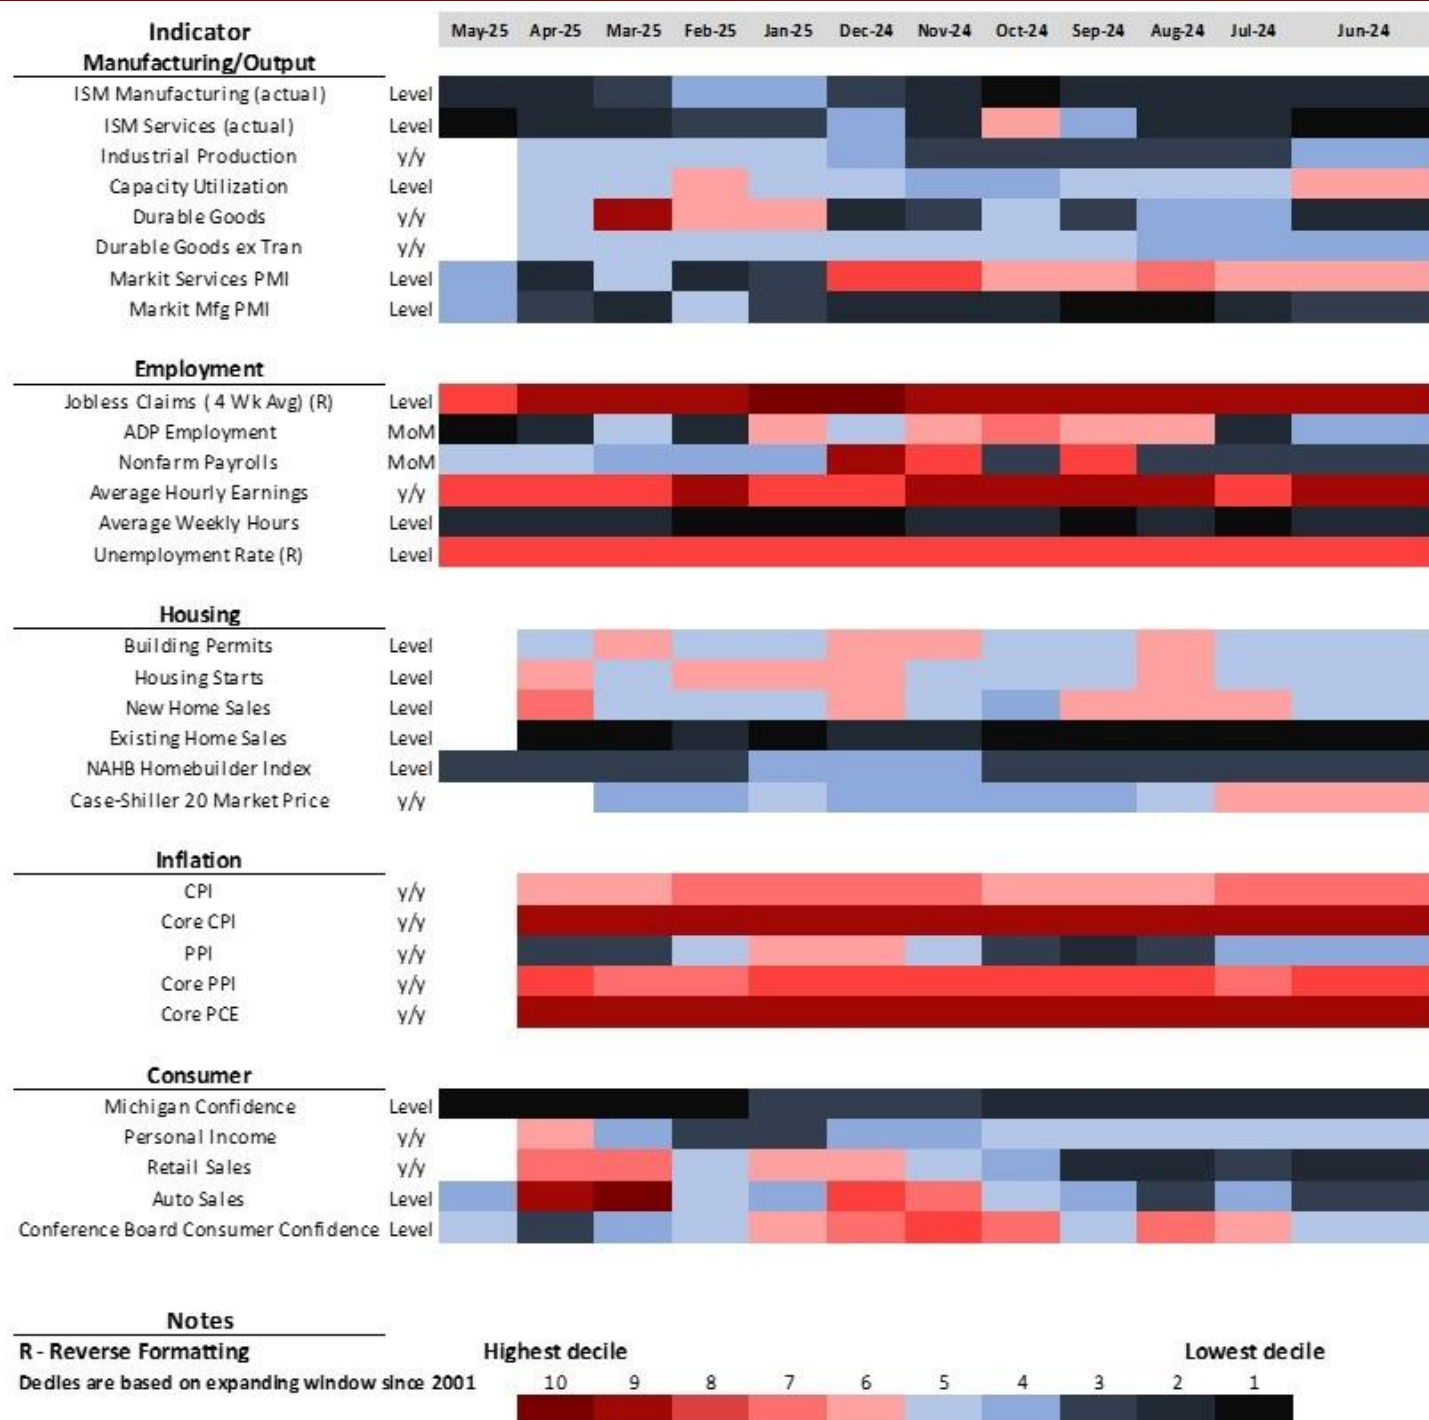 Indicator May-25 Apr-25 Mar-25 Feb-25 Jan-25 Dec-24 Nov-24 Oct-24 Sep-24 Aug-24 Jul-24 Jun-24
Manufacturing/Output
ISM Manufacturing (actual) Level
ISM Services (actual) Level
Industrial Production y/y
Capacity Utilization Level
Durable Goods y/y
Durable Goods ex Tran y/y
Markit Services PMI Level
Markit Mfg PMI Level
Employment
Jobless Claims ( 4 Wk Avg) (R) Level
ADP Employment MoM
Nonfarm Payrolls MoM
Average Hourly Earnings y/y
Average Weekly Hours Level
Unemployment Rate (R) Level
Housing
Building Permits Level
Housing Starts Level
New Home Sales Level
Existing Home Sales Level
NAHB Homebuilder Index Level
Case-Shiller 20 Market Price y/y
Inflation
CPI y/y
Core CPI y/y
PPI y/y
Core PPI y/y
Core PCE y/y
Consumer
Michigan Confidence Level
Personal Income y/y
Retail Sales y/y
Auto Sales Level
Conference Board Consumer Confidence Level
Notes
R - Reverse Formatting Highest decile Lowest decile
Deciles are based on expanding window since 2001 10 9 8 7 6 5 4 3 2 1